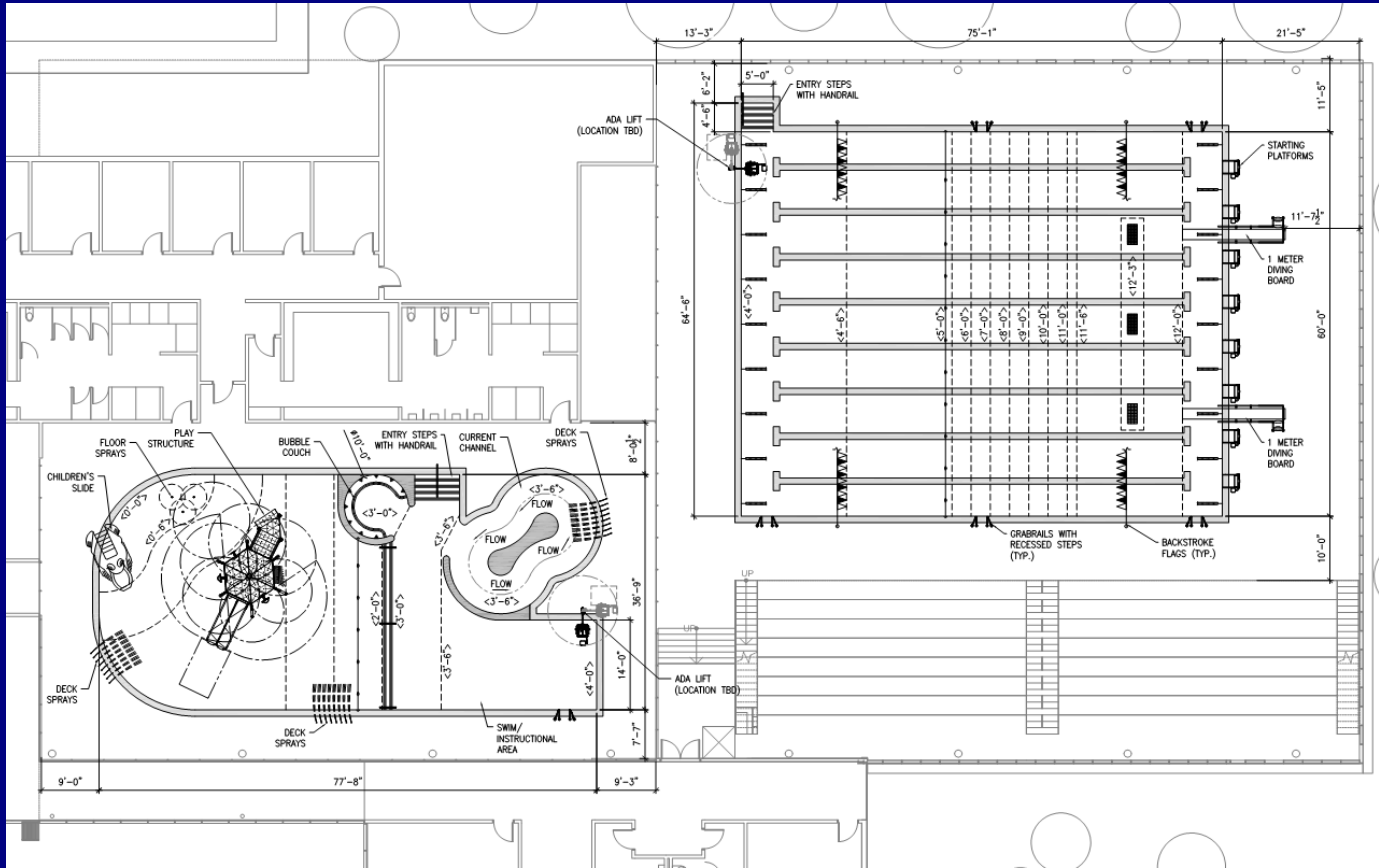 13'-3"
75'-1"
21'-5"
6'-2"
5'-0"
ENTRY STEPS
WITH HANDRAIL
4'-6"
11'-5"
ADA LIFT
(LOCATION TBD)
STARTING
PLATFORMS
11'-7½"
1 METER
DIVING
BOARD
<12'-3">
64'-6"
<4'-0">
<4'-6">
<5'-0">
<6'-0">
<7'-0">
<8'-0">
<9'-0">
<10'-0">
<11'-0">
<11'-6">
<12'-0">
60'-0"
1 METER
DIVING
BOARD
GRABRAILS WITH
RECESSED STEPS
(TYP.)
BACKSTROKE
FLAGS (TYP.)
10'-0"
UP
UP
CHILDREN'S
SLIDE
FLOOR
SPRAYS
PLAY
STRUCTURE
BUBBLE
COUCH
ø10'-0"
ENTRY STEPS
WITH HANDRAIL
CURRENT
CHANNEL
DECK
SPRAYS
8'-0½"
<0'-0">
<0'-6">
<3'-0">
<3'-6">
<3'-6">
FLOW
FLOW
FLOW
FLOW
<3'-6">
36'-9"
<2'-0">
<3'-0">
<3'-6">
<4'-0">
14'-0"
ADA LIFT
(LOCATION TBD)
DECK
SPRAYS
DECK
SPRAYS
SWIM/
INSTRUCTIONAL
AREA
7'-7"
9'-0"
77'-8"
9'-3"